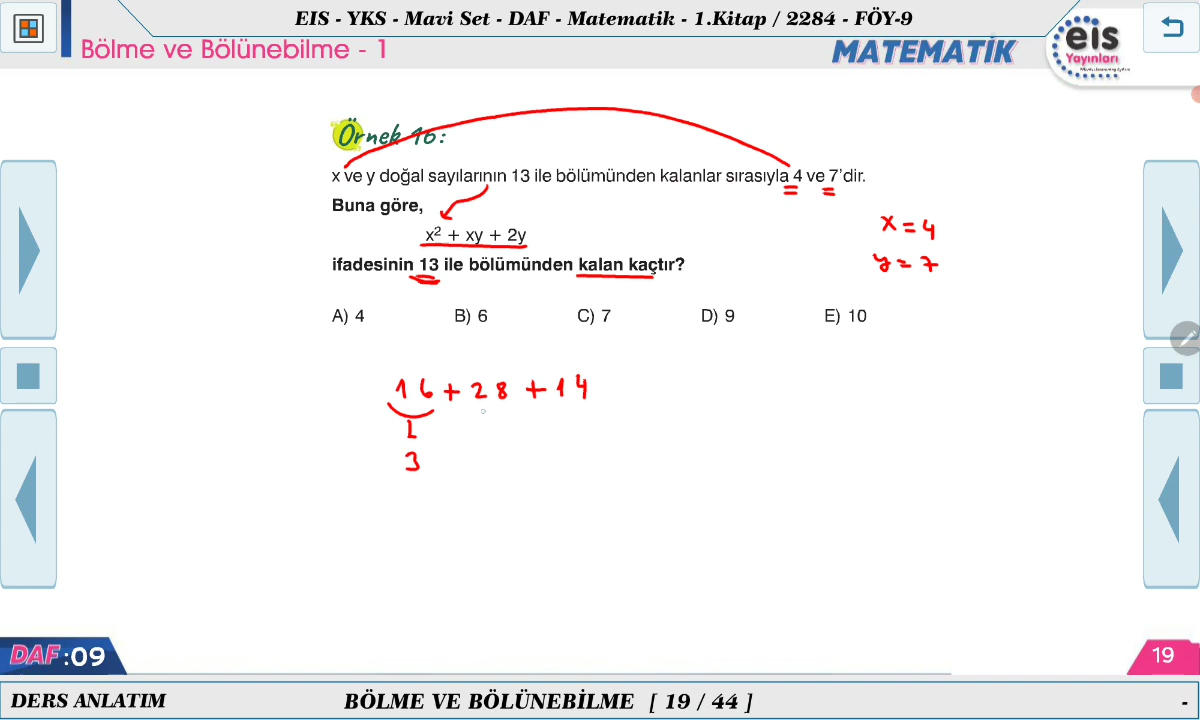 EIS - YKS - Mavi Set - DAF - Matematik - 1.Kitap / 2284 - FÖY-9
Bölme ve Bölünebilme - 1
MATEMATİK
eis
Yayınları
Örnek 16:
x ve y doğal sayılarının 13 ile bölümünden kalanlar sırasıyla 4 ve 7'dir.
Buna göre,
x² + xy + 2y
ifadesinin 13 ile bölümünden kalan kaçtır?
A) 4 B) 6 C) 7 D) 9 E) 10
x = 4
y = 7
16 + 28 + 14
3
DAF :09
19
DERS ANLATIM
BÖLME VE BÖLÜNEBİLME [ 19 / 44 ]
-